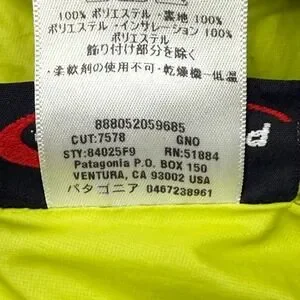 100% ポリエステル・裏地 100%
ポリエステル・インサレーション 100%
ポリエステル
飾り付け部分を除く
・柔軟剤の使用不可・乾燥機-低温
888052059685
CUT:7578 GNO
STY:84025F9 RN:51884
Patagonia P.O. BOX 150
VENTURA, CA 93002 USA
パタゴニア 0467238961